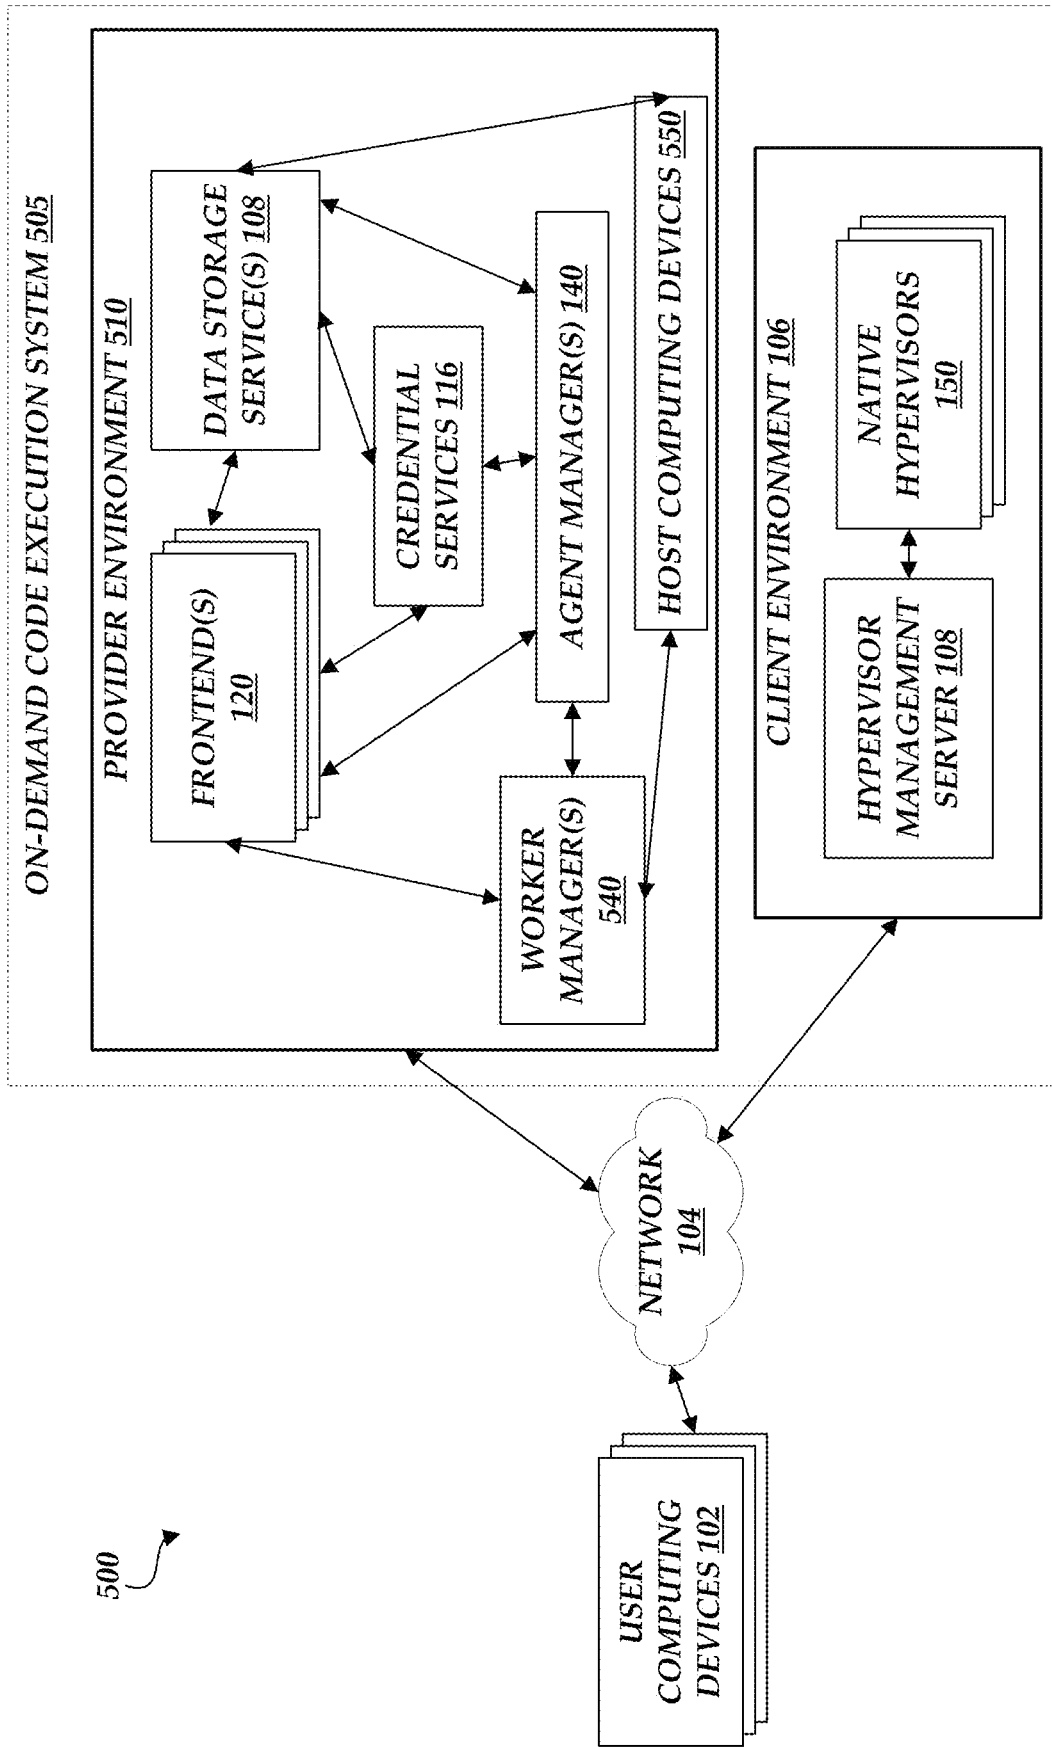 500
ON-DEMAND CODE EXECUTION SYSTEM 505
PROVIDER ENVIRONMENT 510
FRONTEND(S)
120
DATA STORAGE
SERVICE(S) 108
CREDENTIAL
SERVICES 116
WORKER
MANAGER(S)
540
AGENT MANAGER(S) 140
HOST COMPUTING DEVICES 550
USER
COMPUTING
DEVICES 102
NETWORK
104
CLIENT ENVIRONMENT 106
HYPERVISOR
MANAGEMENT
SERVER 108
NATIVE
HYPERVISORS
150